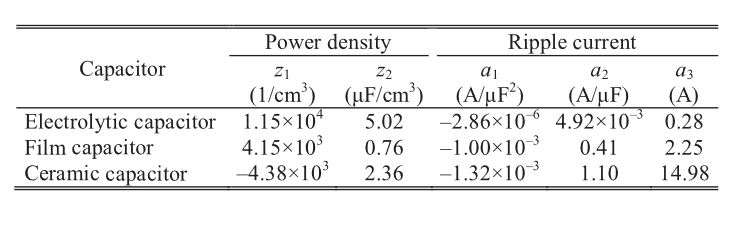 Power density Ripple current
Capacitor z₁ z₂ a₁ a₂ a₃
(1/cm³) (μF/cm³) (A/μF²) (A/μF) (A)
Electrolytic capacitor 1.15×10⁴ 5.02 −2.86×10⁻⁶ 4.92×10⁻³ 0.28
Film capacitor 4.15×10³ 0.76 −1.00×10⁻³ 0.41 2.25
Ceramic capacitor −4.38×10³ 2.36 −1.32×10⁻³ 1.10 14.98